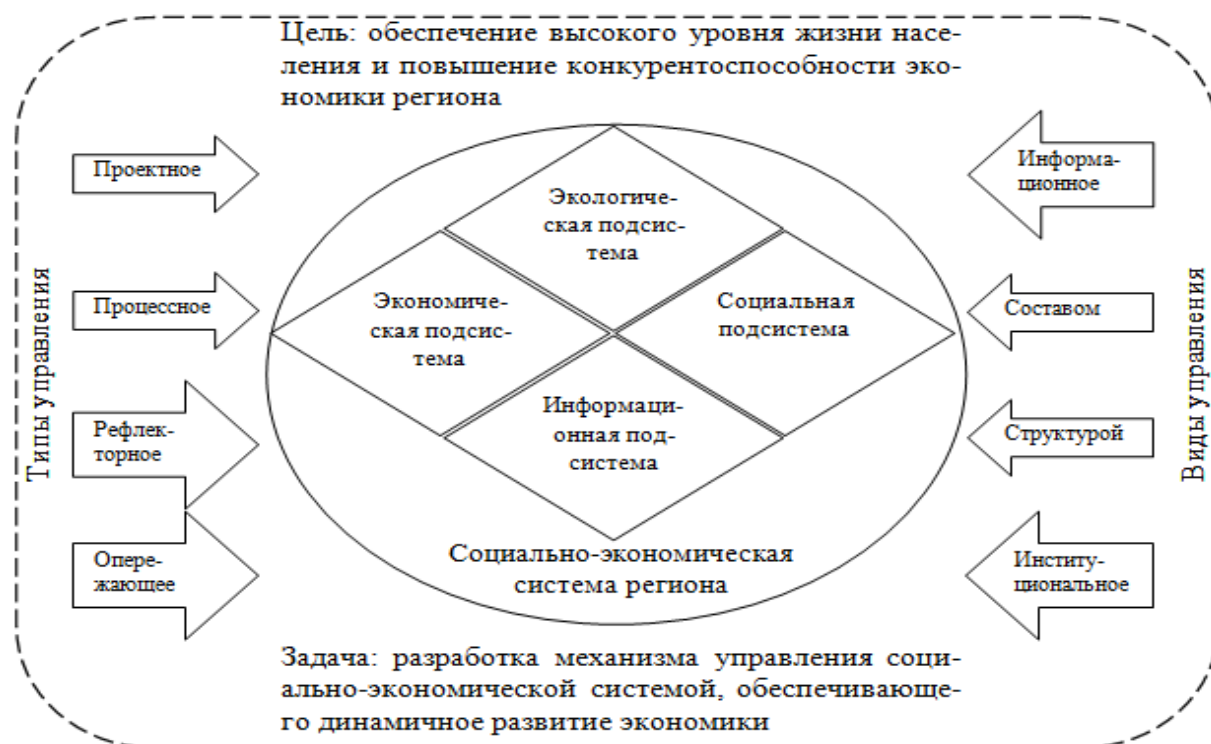 Цель: обеспечение высокого уровня жизни насе-
ления и повышение конкурентоспособности эко-
номики региона
Типы управления
Проектное
Процессное
Рефлек-
торное
Опере-
жающее
Экологиче-
ская подсис-
тема
Экономиче-
ская подсис-
тема
Социальная
подсистема
Информаци-
онная под-
система
Социально-экономическая
система региона
Информа-
ционное
Составом
Структурой
Институ-
циональное
Виды управления
Задача: разработка механизма управления соци-
ально-экономической системой, обеспечивающе-
го динамичное развитие экономики